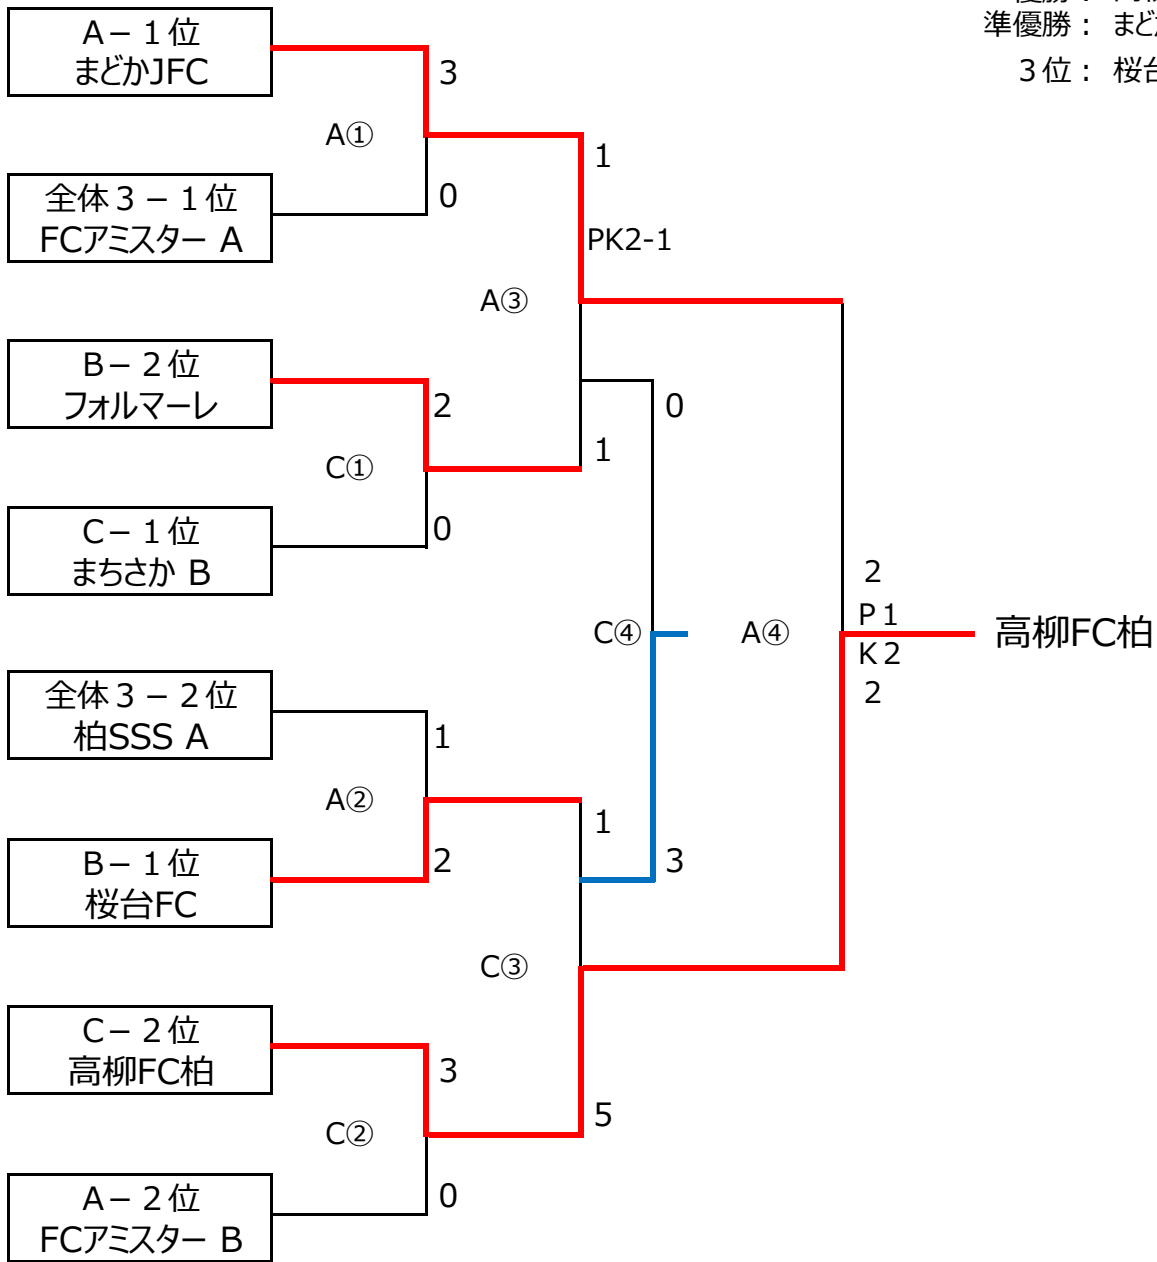 準優勝： まど
３位： 桜台
A－１位
まどかJFC
3
A①
1
全体３－１位
FCアミスター A
0
PK2-1
A③
B－２位
フォルマーレ
2
0
C①
1
C－１位
まちさか B
0
2
C④
A④
P 1
K 2
2
高柳FC柏
全体３－２位
柏SSS A
1
A②
1
B－１位
桜台FC
2
3
C③
C－２位
高柳FC柏
3
5
C②
A－２位
FCアミスター B
0